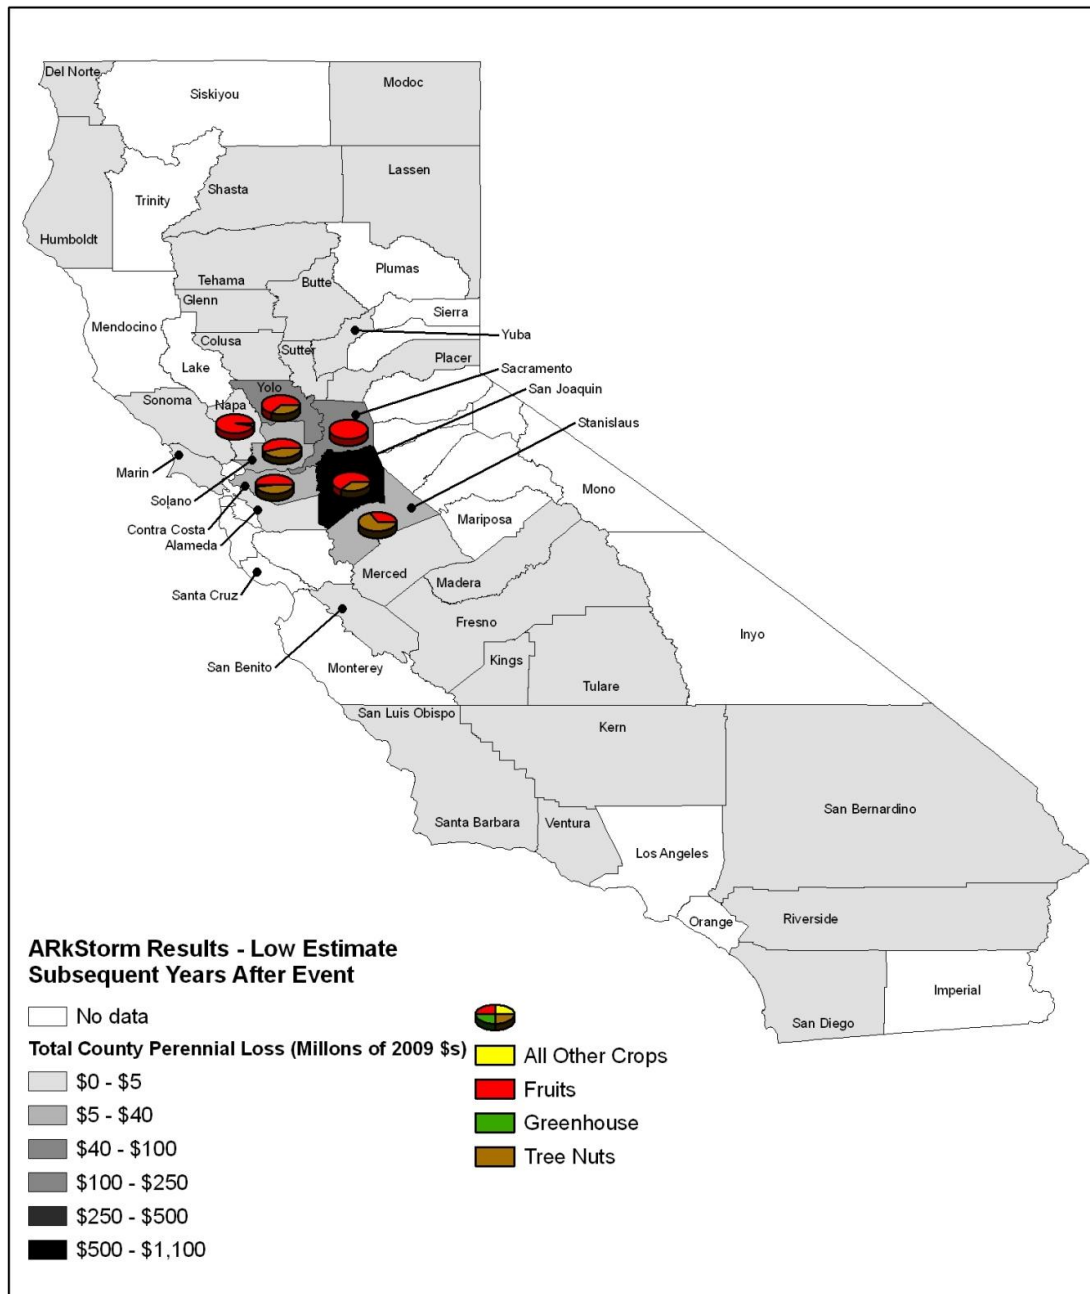 Del Norte
Siskiyou
Modoc
Trinity
Shasta
Lassen
Humboldt
Tehama
Plumas
Butte
Glenn
Sierra
Mendocino
Colusa
Yuba
Sutter
Placer
Lake
Sacramento
Yolo
San Joaquin
Sonoma
Napa
Stanislaus
Marin
Solano
Mono
Contra Costa
Mariposa
Alameda
Merced
Madera
Santa Cruz
Fresno
Inyo
San Benito
Monterey
Kings
Tulare
San Luis Obispo
Kern
San Bernardino
Santa Barbara
Ventura
Los Angeles
Orange
Riverside
Imperial
San Diego
ARkStorm Results - Low Estimate
Subsequent Years After Event
No data
Total County Perennial Loss (Millons of 2009 $s)
$0 - $5
$5 - $40
$40 - $100
$100 - $250
$250 - $500
$500 - $1,100
All Other Crops
Fruits
Greenhouse
Tree Nuts